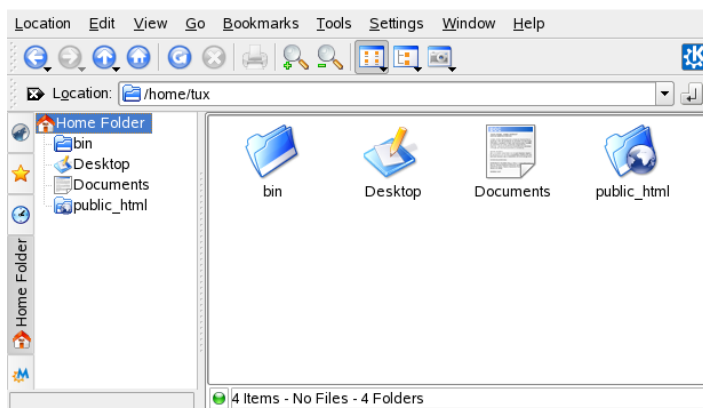 Location Edit View Go Bookmarks Tools Settings Window Help
Location: /home/tux
Home Folder
bin
Desktop
Documents
public_html
Home Folder
bin Desktop Documents public_html
4 Items - No Files - 4 Folders